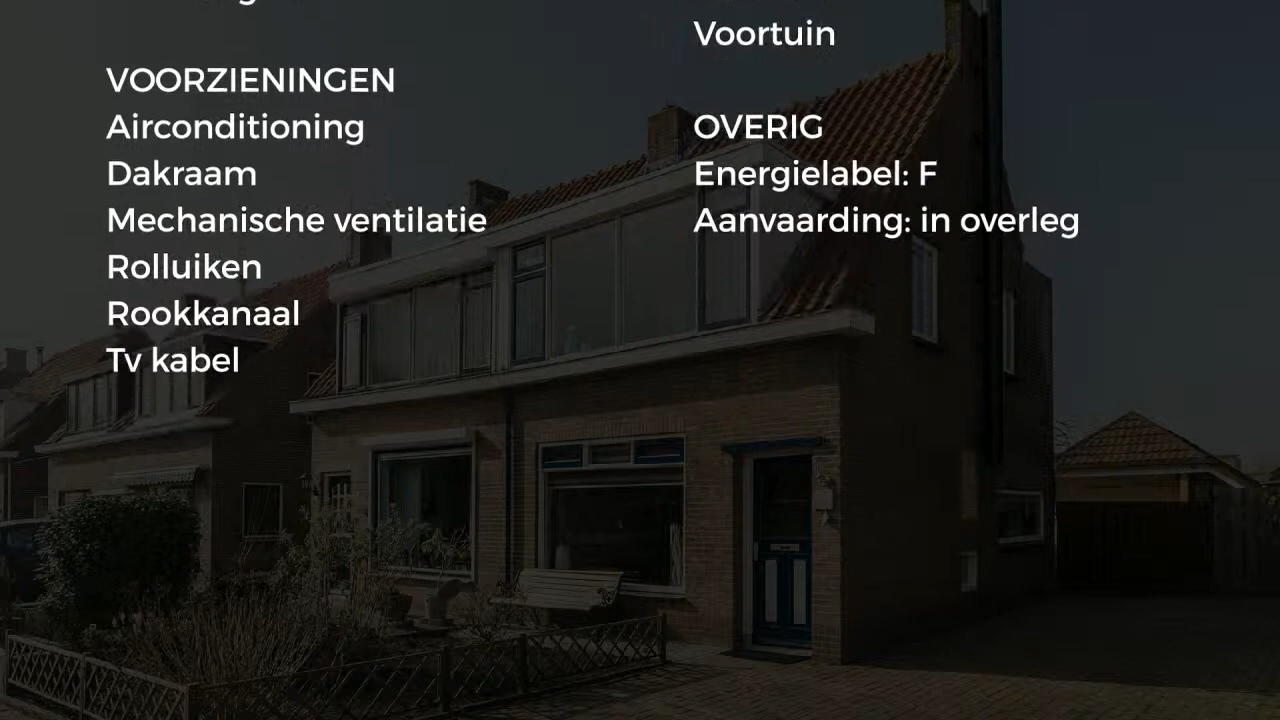 VOORZIENINGEN
Airconditioning
Dakraam
Mechanische ventilatie
Rolluiken
Rookkanaal
Tv kabel
Voortuin
OVERIG
Energielabel: F
Aanvaarding: in overleg